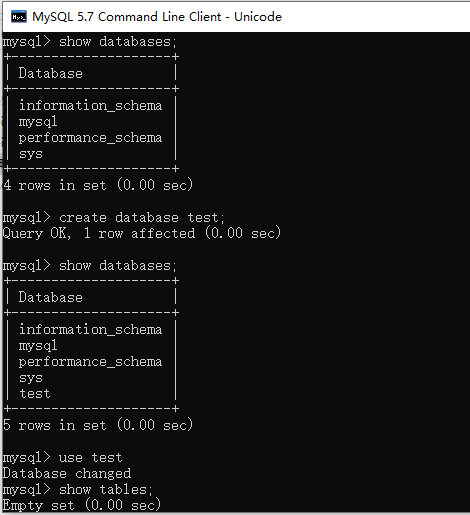 MySQL 5.7 Command Line Client - Unicode
mysql> show databases;
+--------------------+
| Database           |
+--------------------+
| information_schema |
| mysql              |
| performance_schema |
| sys                |
+--------------------+
4 rows in set (0.00 sec)
mysql> create database test;
Query OK, 1 row affected (0.00 sec)
mysql> show databases;
+--------------------+
| Database           |
+--------------------+
| information_schema |
| mysql              |
| performance_schema |
| sys                |
| test               |
+--------------------+
5 rows in set (0.00 sec)
mysql> use test
Database changed
mysql> show tables;
Empty set (0.00 sec)